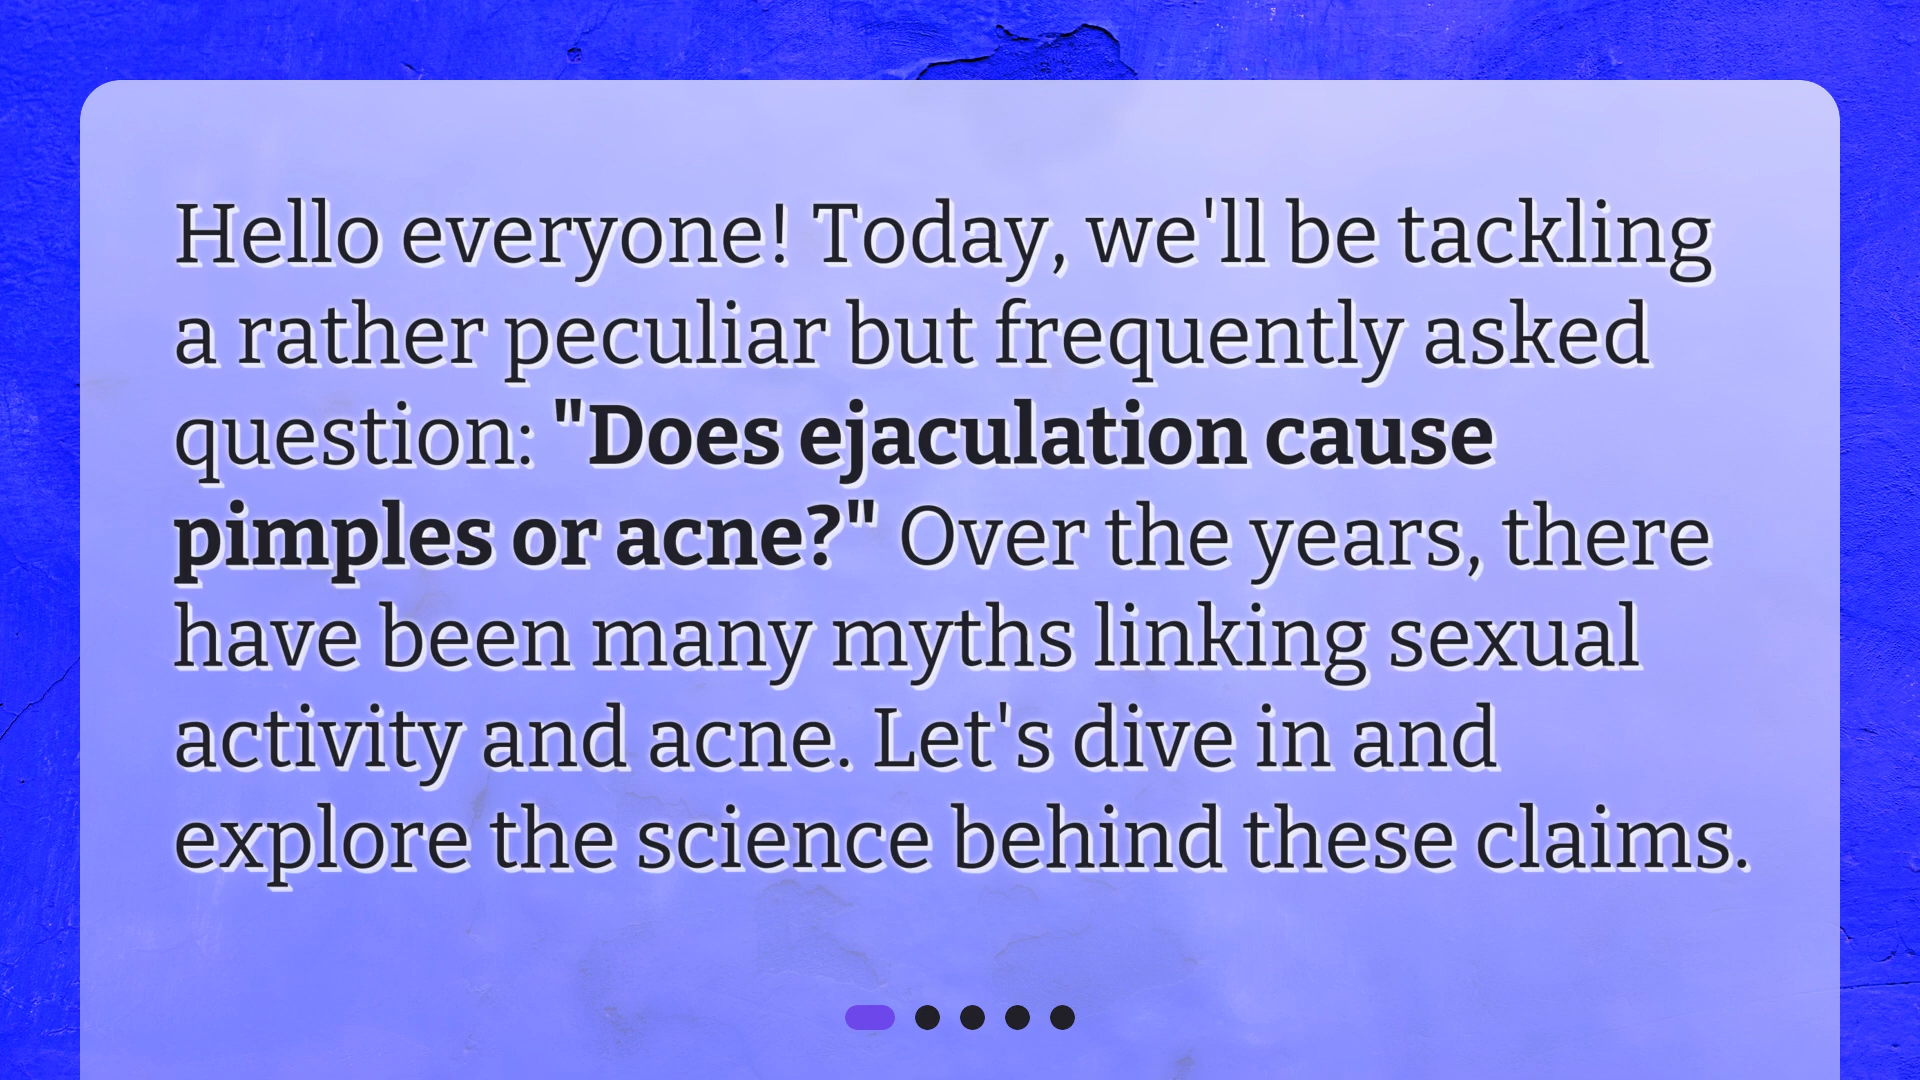 Hello everyone! Today, we'll be tackling
a rather peculiar but frequently asked
question: "Does ejaculation cause
pimples or acne?" Over the years, there
have been many myths linking sexual
activity and acne. Let's dive in and
explore the science behind these claims.